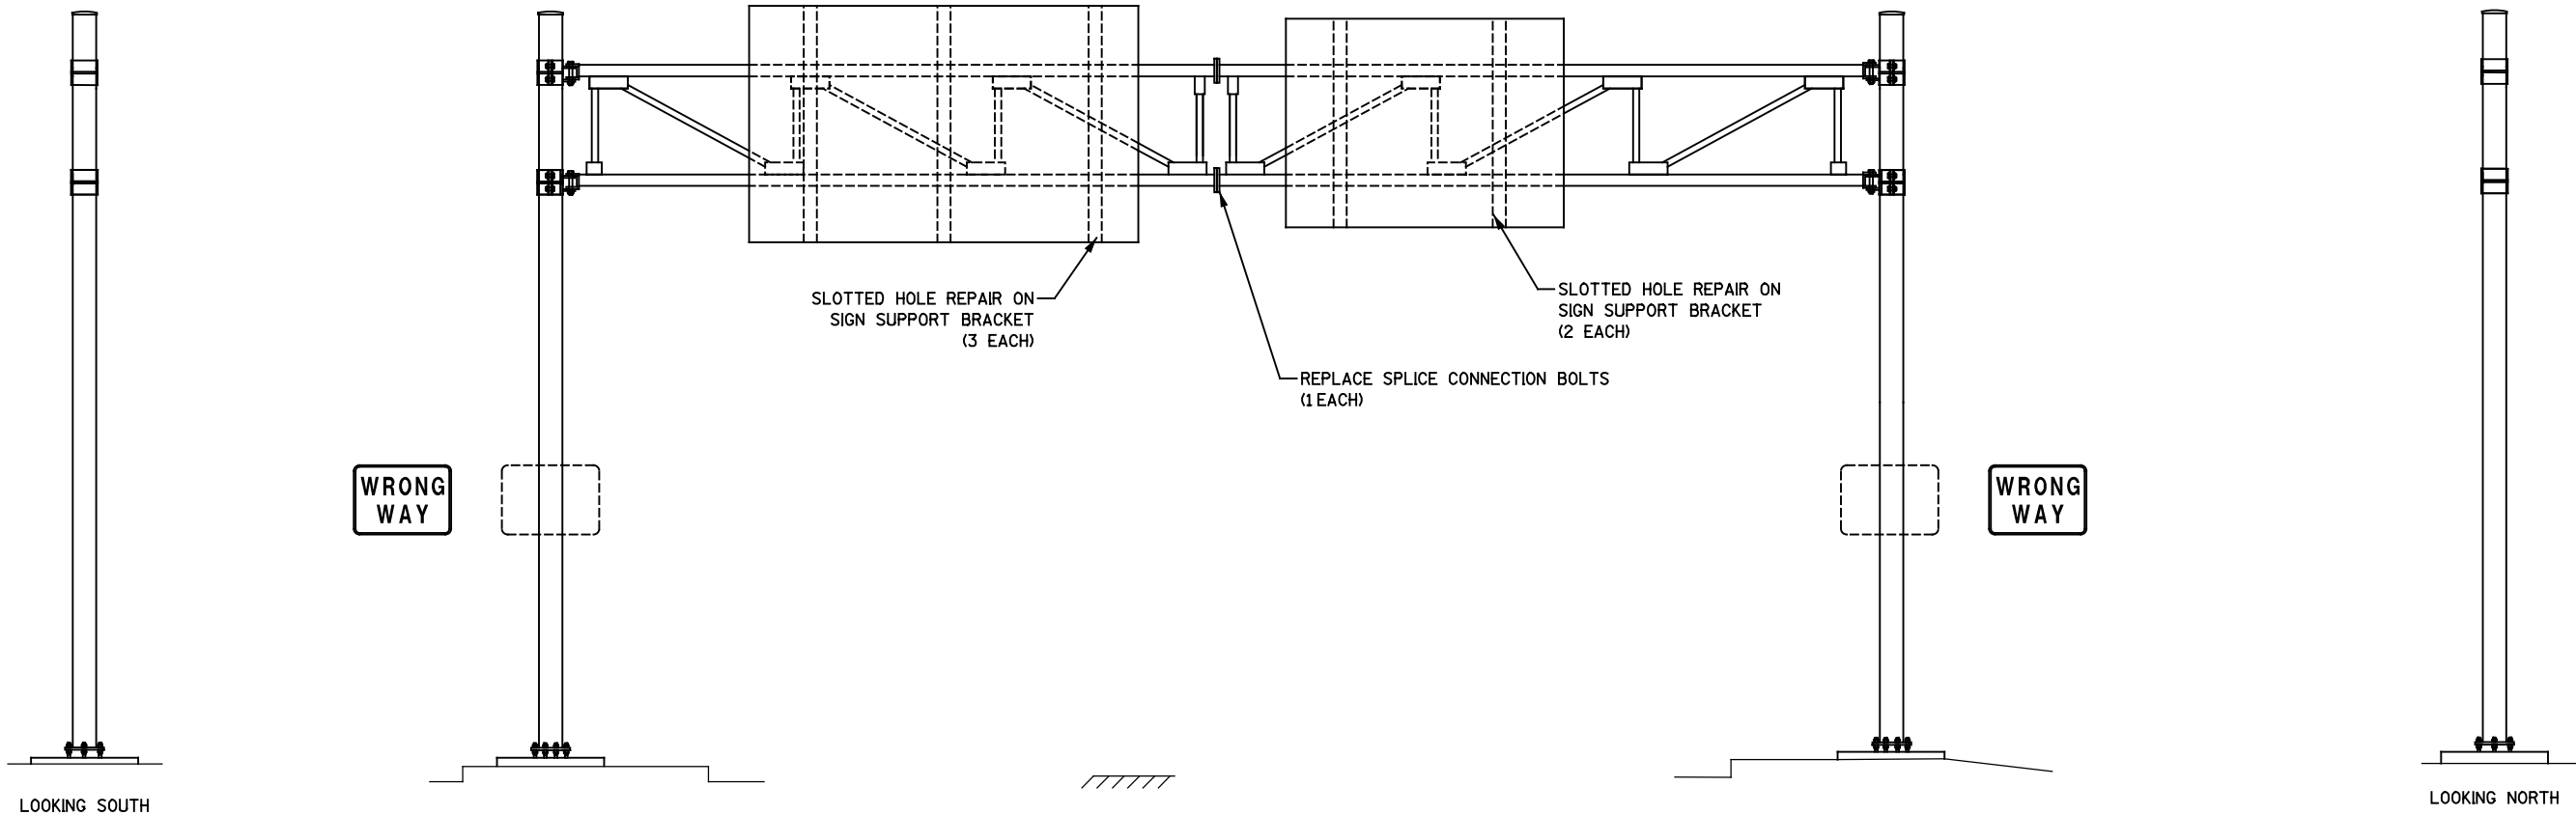 SLOTTED HOLE REPAIR ON
SIGN SUPPORT BRACKET
(3 EACH)
SLOTTED HOLE REPAIR ON
SIGN SUPPORT BRACKET
(2 EACH)
REPLACE SPLICE CONNECTION BOLTS
(1 EACH)
WRONG
WAY
WRONG
WAY
LOOKING SOUTH
LOOKING NORTH